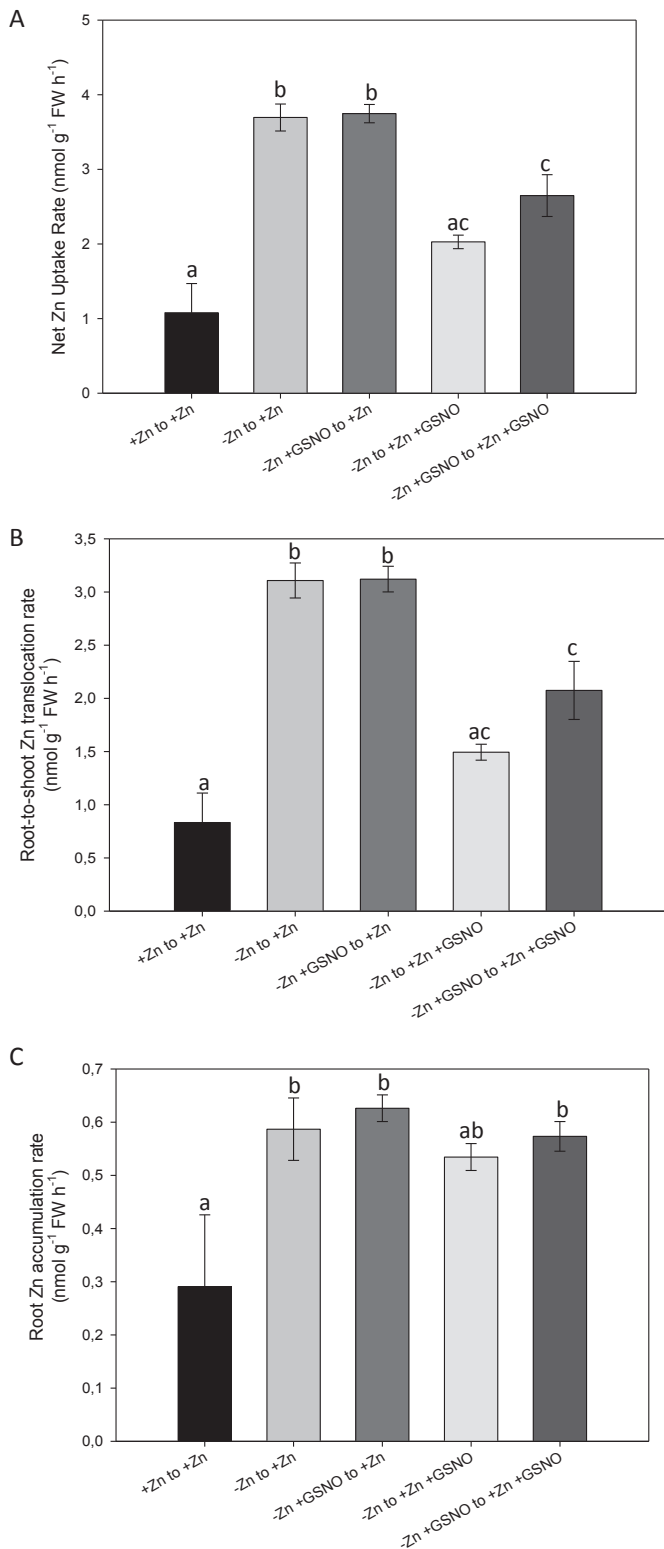 A
Net Zn Uptake Rate (nmol g⁻¹ FW h⁻¹)
5
4
3
2
1
0
a
b
b
ac
c
+Zn to +Zn
-Zn to +Zn
-Zn +GSNO to +Zn
-Zn to +Zn +GSNO
-Zn +GSNO to +Zn +GSNO
B
Root-to-shoot Zn translocation rate
(nmol g⁻¹ FW h⁻¹)
3,5
3,0
2,5
2,0
1,5
1,0
0,5
0,0
a
b
b
ac
c
+Zn to +Zn
-Zn to +Zn
-Zn +GSNO to +Zn
-Zn to +Zn +GSNO
-Zn +GSNO to +Zn +GSNO
C
Root Zn accumulation rate
(nmol g⁻¹ FW h⁻¹)
0,7
0,6
0,5
0,4
0,3
0,2
0,1
0,0
a
b
b
ab
b
+Zn to +Zn
-Zn to +Zn
-Zn +GSNO to +Zn
-Zn to +Zn +GSNO
-Zn +GSNO to +Zn +GSNO